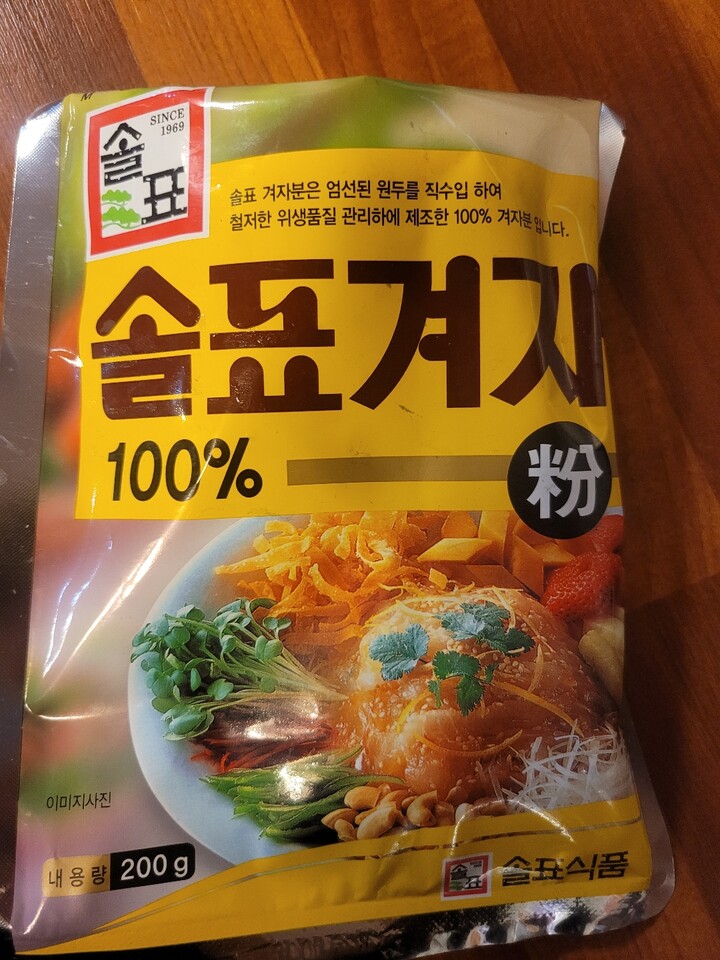 SINCE
1969
솔
표
솔표 겨자분은 엄선된 원두를 직수입 하여
철저한 위생품질 관리하에 제조한 100% 겨자분 입니다.
솔표겨자
100%
粉
이미지사진
내용량 200g
솔표
솔표식품